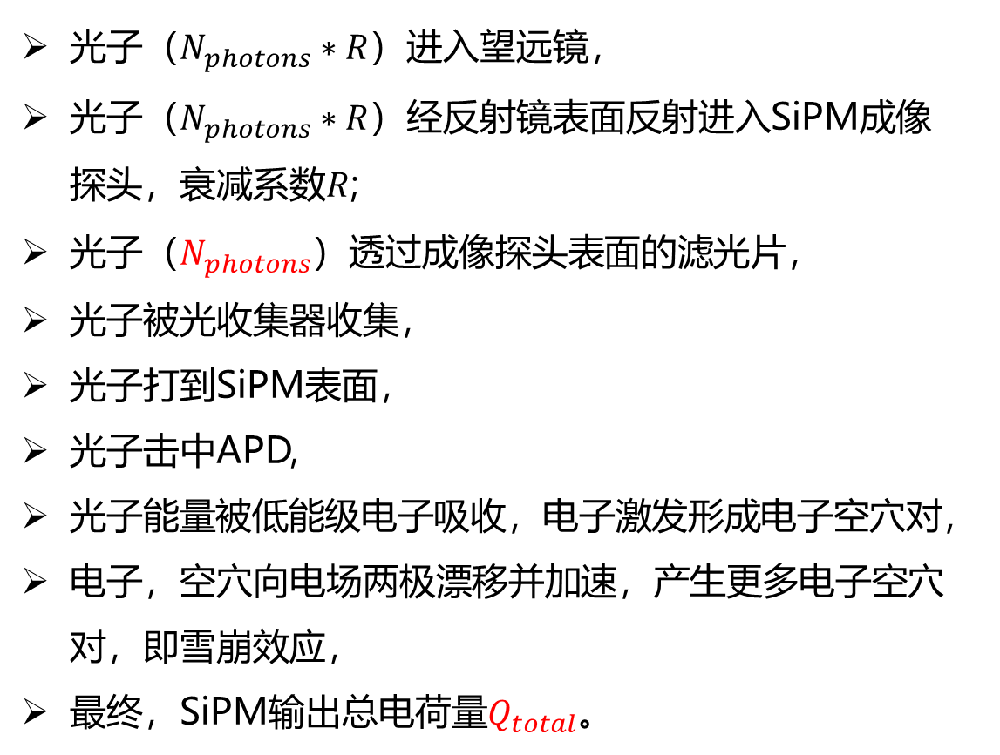 ➢ 光子（$N_{photons} * R$）进入望远镜，
➢ 光子（$N_{photons} * R$）经反射镜表面反射进入SiPM成像
探头，衰减系数$R$;
➢ 光子（$N_{photons}$）透过成像探头表面的滤光片，
➢ 光子被光收集器收集，
➢ 光子打到SiPM表面，
➢ 光子击中APD,
➢ 光子能量被低能级电子吸收，电子激发形成电子空穴对，
➢ 电子，空穴向电场两极漂移并加速，产生更多电子空穴
对，即雪崩效应，
➢ 最终，SiPM输出总电荷量$Q_{total}$。